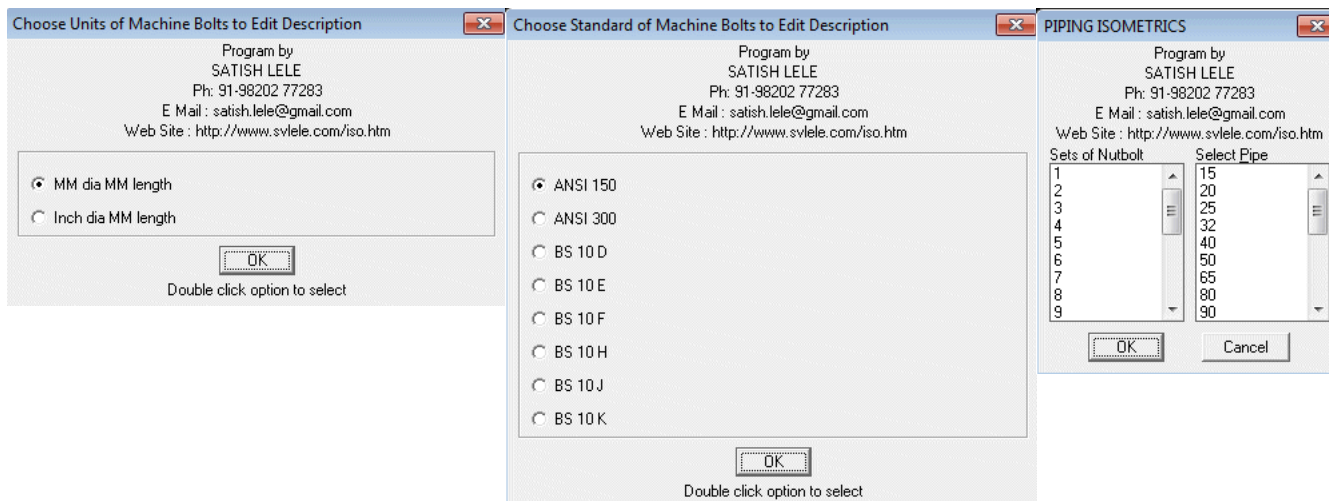 Choose Units of Machine Bolts to Edit Description
Program by
SATISH LELE
Ph: 91-98202 77283
E Mail : satish.lele@gmail.com
Web Site : http://www.svlele.com/iso.htm
MM dia MM length
Inch dia MM length
OK
Double click option to select
Choose Standard of Machine Bolts to Edit Description
Program by
SATISH LELE
Ph: 91-98202 77283
E Mail : satish.lele@gmail.com
Web Site : http://www.svlele.com/iso.htm
ANSI 150
ANSI 300
BS 10 D
BS 10 E
BS 10 F
BS 10 H
BS 10 J
BS 10 K
OK
Double click option to select
PIPING ISOMETRICS
Program by
SATISH LELE
Ph: 91-98202 77283
E Mail : satish.lele@gmail.com
Web Site : http://www.svlele.com/iso.htm
Sets of Nutbolt
1
2
3
4
5
6
7
8
9
Select Pipe
15
20
25
32
40
50
65
80
90
OK
Cancel